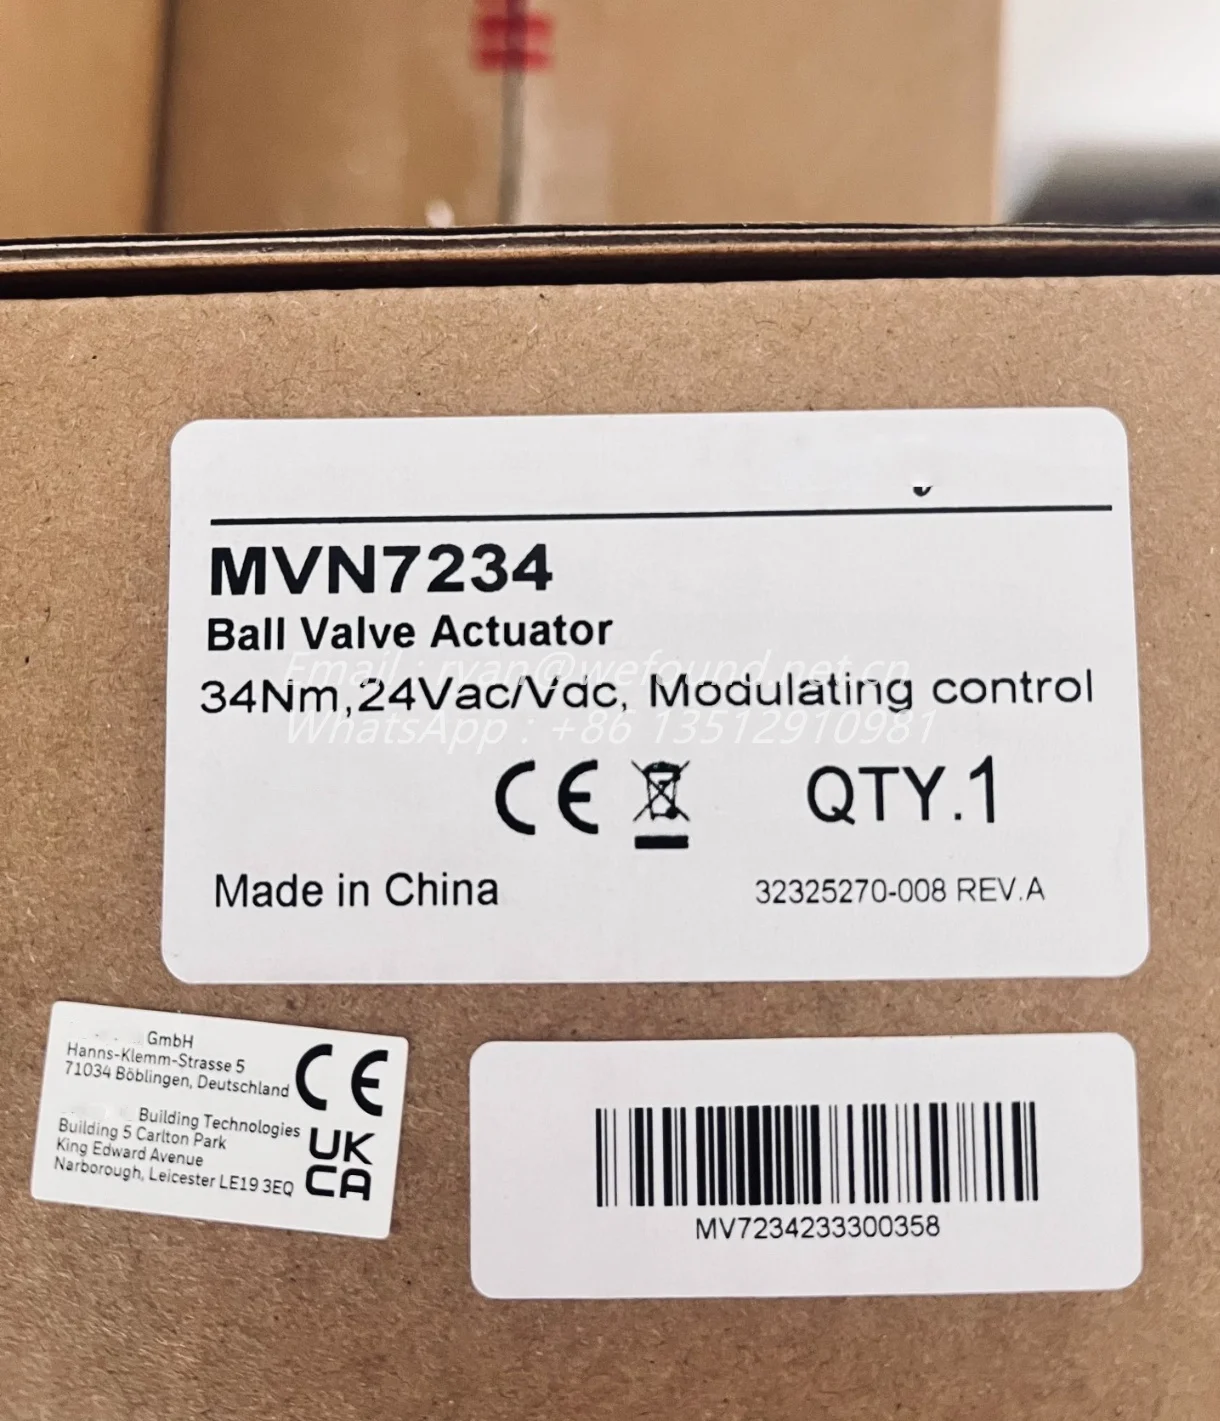 MVN7234
Ball Valve Actuator
Email : ryan@wefound.net.cn
34Nm,24Vac/Vdc, Modulating control
WhatsApp : +86 13512910981
CE
QTY.1
Made in China
32325270-008 REV.A
GmbH
Hanns-Klemm-Strasse 5
71034 Böblingen, Deutschland
CE
Building Technologies
Building 5 Carlton Park
King Edward Avenue
Narborough, Leicester LE19 3EQ
UK
CA
MV7234233300358